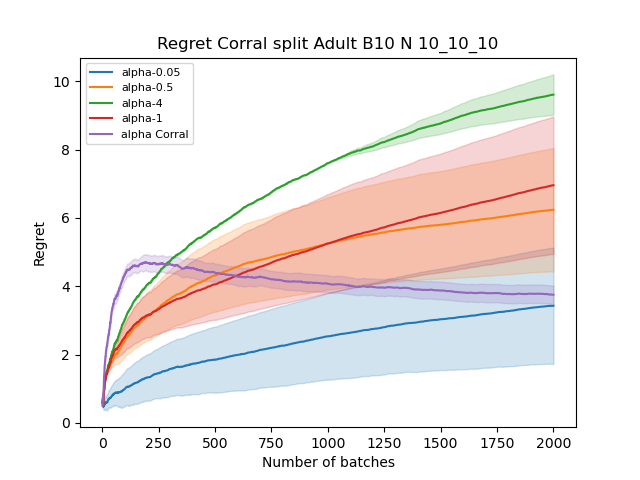 Regret Corral split Adult B10 N 10_10_10
alpha-0.05
alpha-0.5
alpha-4
alpha-1
alpha Corral
Regret
10
8
6
4
2
0
0 250 500 750 1000 1250 1500 1750 2000
Number of batches